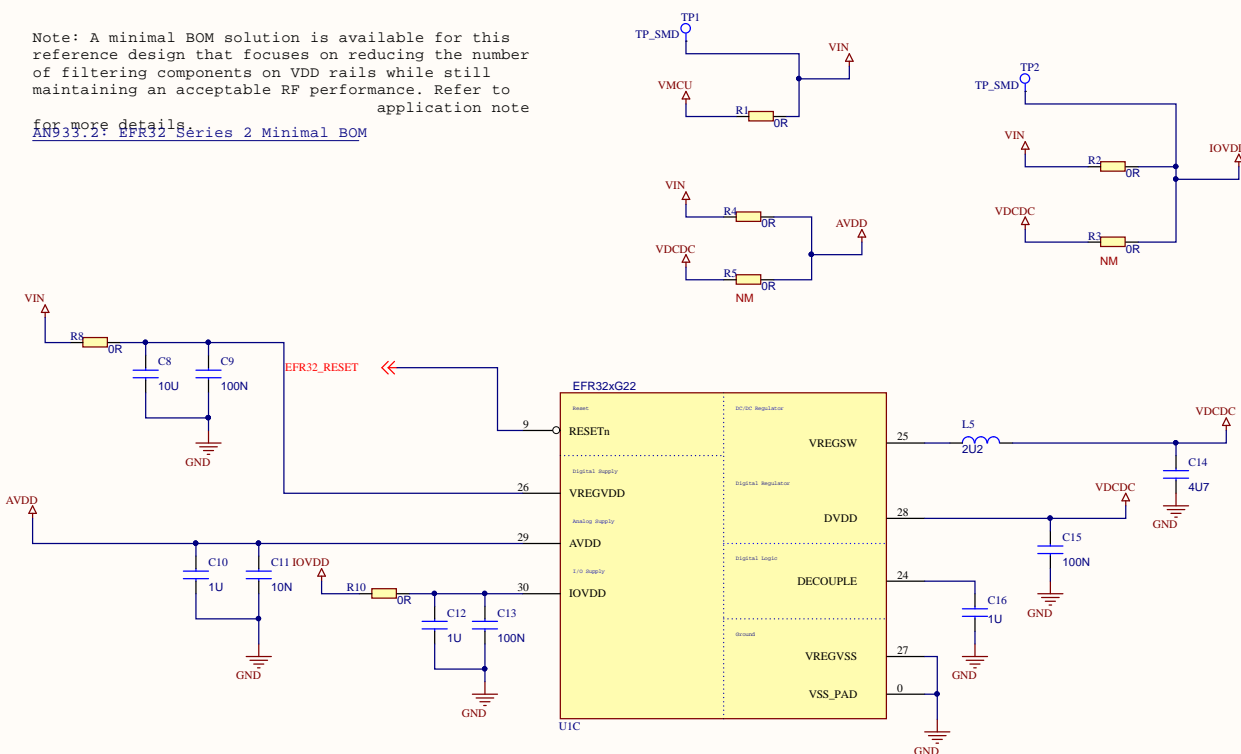 Note: A minimal BOM solution is available for this
reference design that focuses on reducing the number
of filtering components on VDD rails while still
maintaining an acceptable RF performance. Refer to
application note
for more details.
AN933.2: EFR32 Series 2 Minimal BOM
TP1
TP_SMD
VIN
VMCU
R1
0R
TP2
TP_SMD
VIN
R2
0R
IOVDD
VDCDC
R3
0R
NM
VIN
R4
0R
AVDD
VDCDC
R5
0R
NM
VIN
R8
0R
C8
10U
C9
100N
GND
EFR32_RESET
EFR32xG22
Reset
DC/DC Regulator
9
RESETn
VREGSW
25
L5
2U2
VDCDC
C14
4U7
GND
Digital Supply
26
VREGVDD
Digital Regulator
DVDD
28
VDCDC
C15
100N
GND
AVDD
Analog Supply
29
AVDD
C10
1U
C11
10N
GND
IOVDD
R10
0R
I/O Supply
30
IOVDD
C12
1U
C13
100N
GND
Digital Logic
DECOUPLE
24
C16
1U
GND
Ground
VREGVSS
27
VSS_PAD
0
GND
U1C